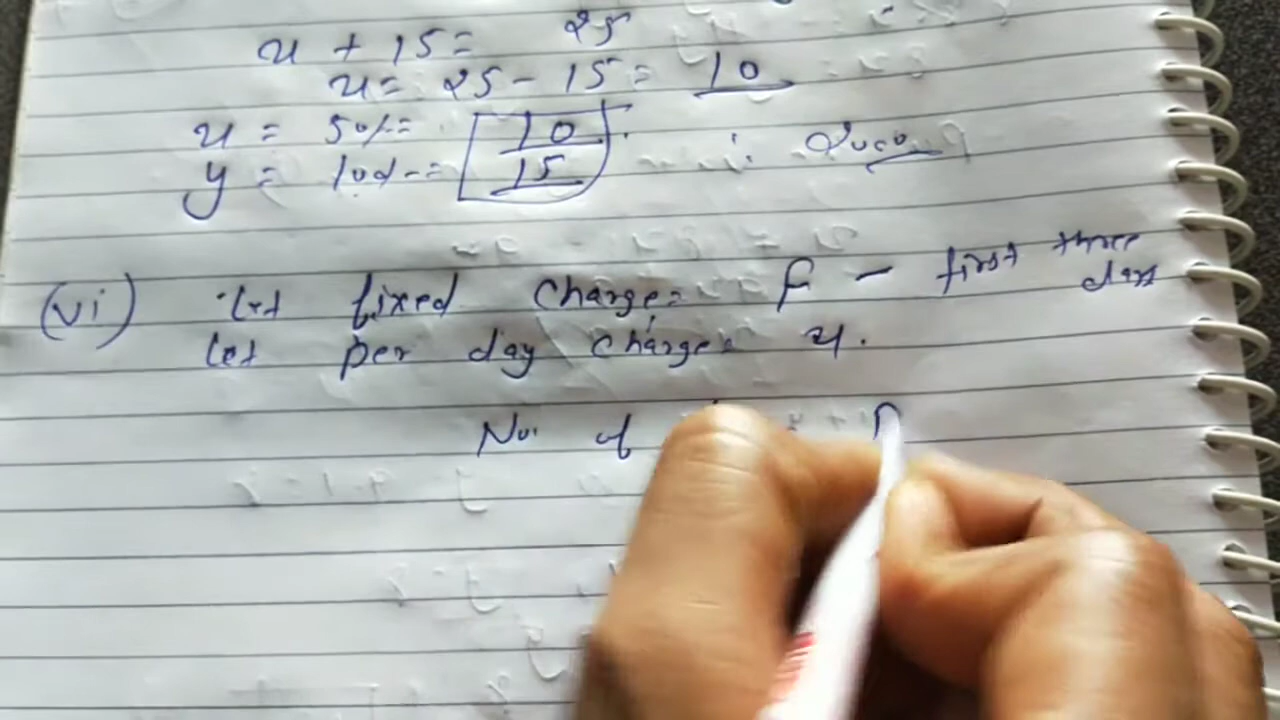 x + 15 = 25
x = 25 - 15 = 10
x = 50/- = 10
y = 100/- = 15
(vi) Let fixed charge = F - first three days
Let per day charge = x.
No. of